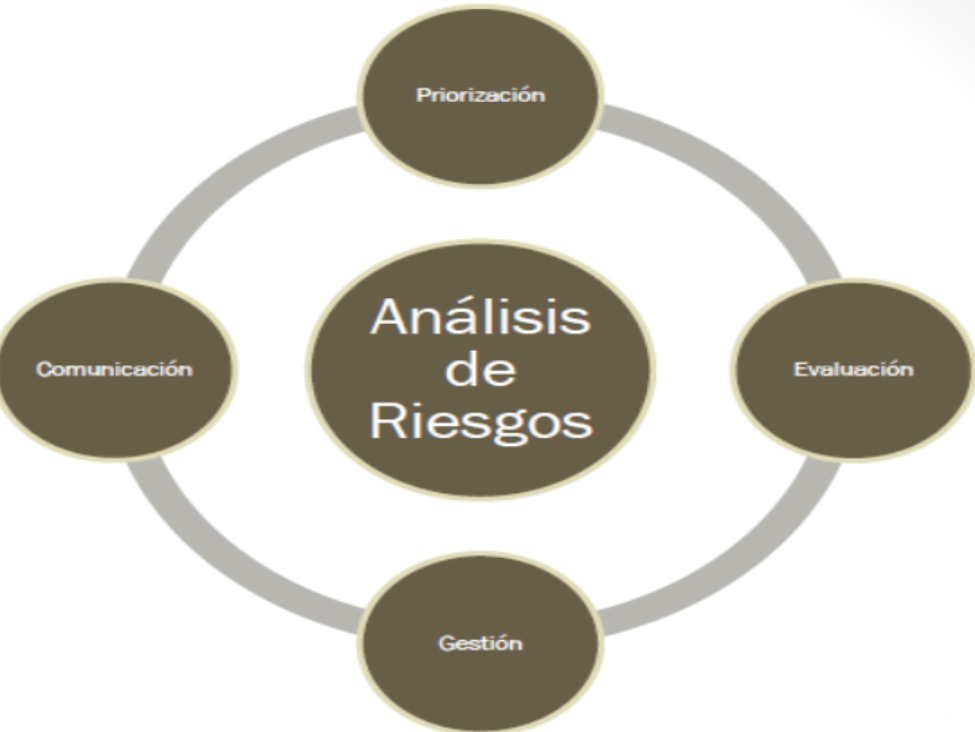 Priorización
Análisis
de
Riesgos
Comunicación
Evaluación
Gestión